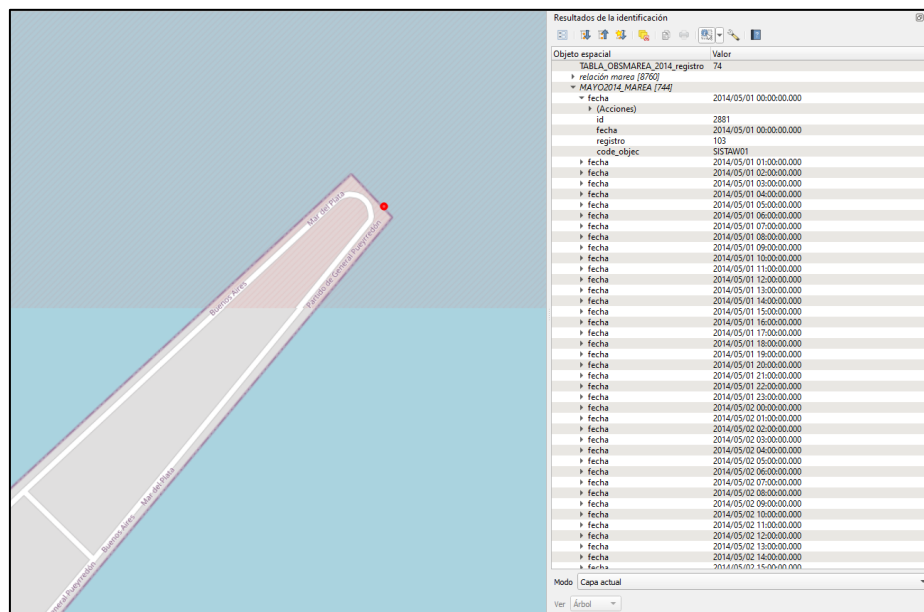 Resultados de la identificación
Objeto espacial Valor
TABLA_OBSMAREA_2014_registro 74
relación marea [8760]
MAYO2014_MAREA [744]
fecha 2014/05/01 00:00:00.000
(Acciones)
id 2881
fecha 2014/05/01 00:00:00.000
registro 103
code_objec SISTAW01
fecha 2014/05/01 01:00:00.000
fecha 2014/05/01 02:00:00.000
fecha 2014/05/01 03:00:00.000
fecha 2014/05/01 04:00:00.000
fecha 2014/05/01 05:00:00.000
fecha 2014/05/01 06:00:00.000
fecha 2014/05/01 07:00:00.000
fecha 2014/05/01 08:00:00.000
fecha 2014/05/01 09:00:00.000
fecha 2014/05/01 10:00:00.000
fecha 2014/05/01 11:00:00.000
fecha 2014/05/01 12:00:00.000
fecha 2014/05/01 13:00:00.000
fecha 2014/05/01 14:00:00.000
fecha 2014/05/01 15:00:00.000
fecha 2014/05/01 16:00:00.000
fecha 2014/05/01 17:00:00.000
fecha 2014/05/01 18:00:00.000
fecha 2014/05/01 19:00:00.000
fecha 2014/05/01 20:00:00.000
fecha 2014/05/01 21:00:00.000
fecha 2014/05/01 22:00:00.000
fecha 2014/05/01 23:00:00.000
fecha 2014/05/02 00:00:00.000
fecha 2014/05/02 01:00:00.000
fecha 2014/05/02 02:00:00.000
fecha 2014/05/02 03:00:00.000
fecha 2014/05/02 04:00:00.000
fecha 2014/05/02 05:00:00.000
fecha 2014/05/02 06:00:00.000
fecha 2014/05/02 07:00:00.000
fecha 2014/05/02 08:00:00.000
fecha 2014/05/02 09:00:00.000
fecha 2014/05/02 10:00:00.000
fecha 2014/05/02 11:00:00.000
fecha 2014/05/02 12:00:00.000
fecha 2014/05/02 13:00:00.000
fecha 2014/05/02 14:00:00.000
fecha 2014/05/02 15:00:00.000
Modo Capa actual
Ver Árbol
Mar del Plata
Buenos Aires
Partido de General Pueyrredón
Mar del Plata
Buenos Aires
General Pueyrredón